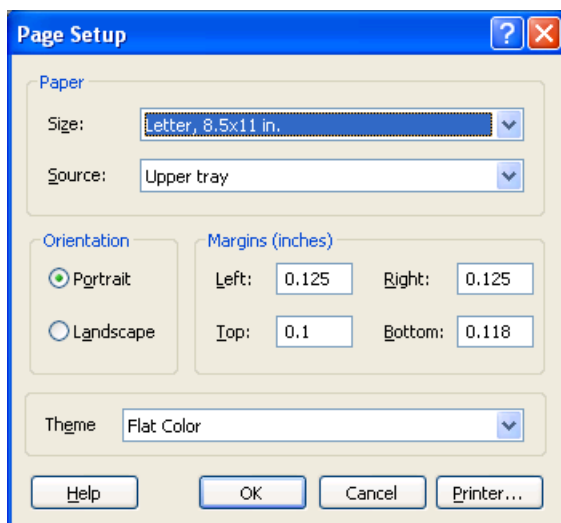 Page Setup
Paper
Size: Letter, 8.5x11 in.
Source: Upper tray
Orientation
Portrait
Landscape
Margins (inches)
Left: 0.125 Right: 0.125
Top: 0.1 Bottom: 0.118
Theme Flat Color
Help OK Cancel Printer...